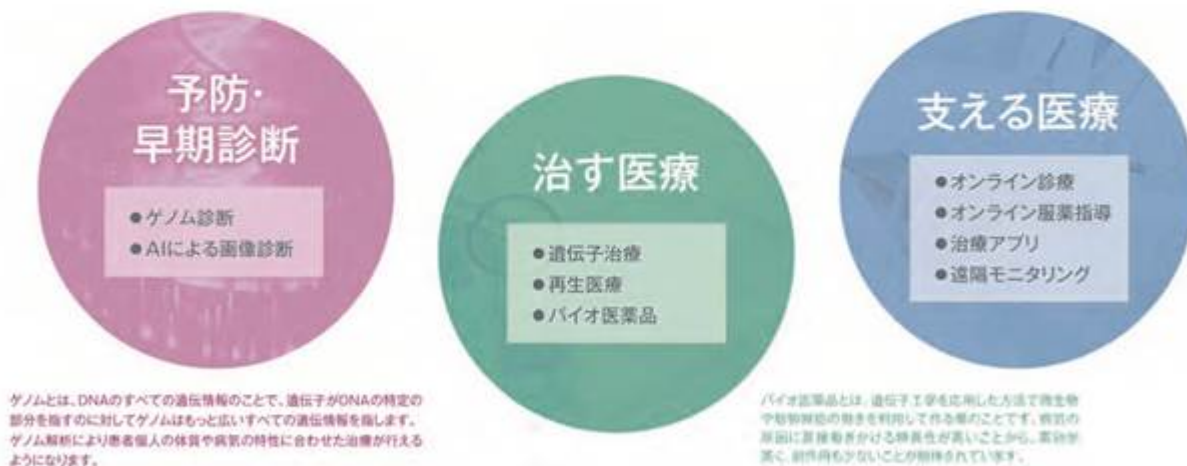 予防・
早期診断
●ゲノム診断
●AIによる画像診断
治す医療
●遺伝子治療
●再生医療
●バイオ医薬品
支える医療
●オンライン診療
●オンライン服薬指導
●治療アプリ
●遠隔モニタリング
ゲノムとは、DNAのすべての遺伝情報のことで、遺伝子がDNAの特定の
部分を指すのに対してゲノムはもっと広いすべての遺伝情報を指します。
ゲノム解析により患者個人の体質や病気の特性に合わせた治療が行える
ようになります。
バイオ医薬品とは、遺伝子工学を応用した方法で微生物
や動物細胞の働きを利用して作る薬のことです。病気の
原因に直接働きかける特異性が高いことから、薬効が
高く、副作用も少ないことが期待されています。